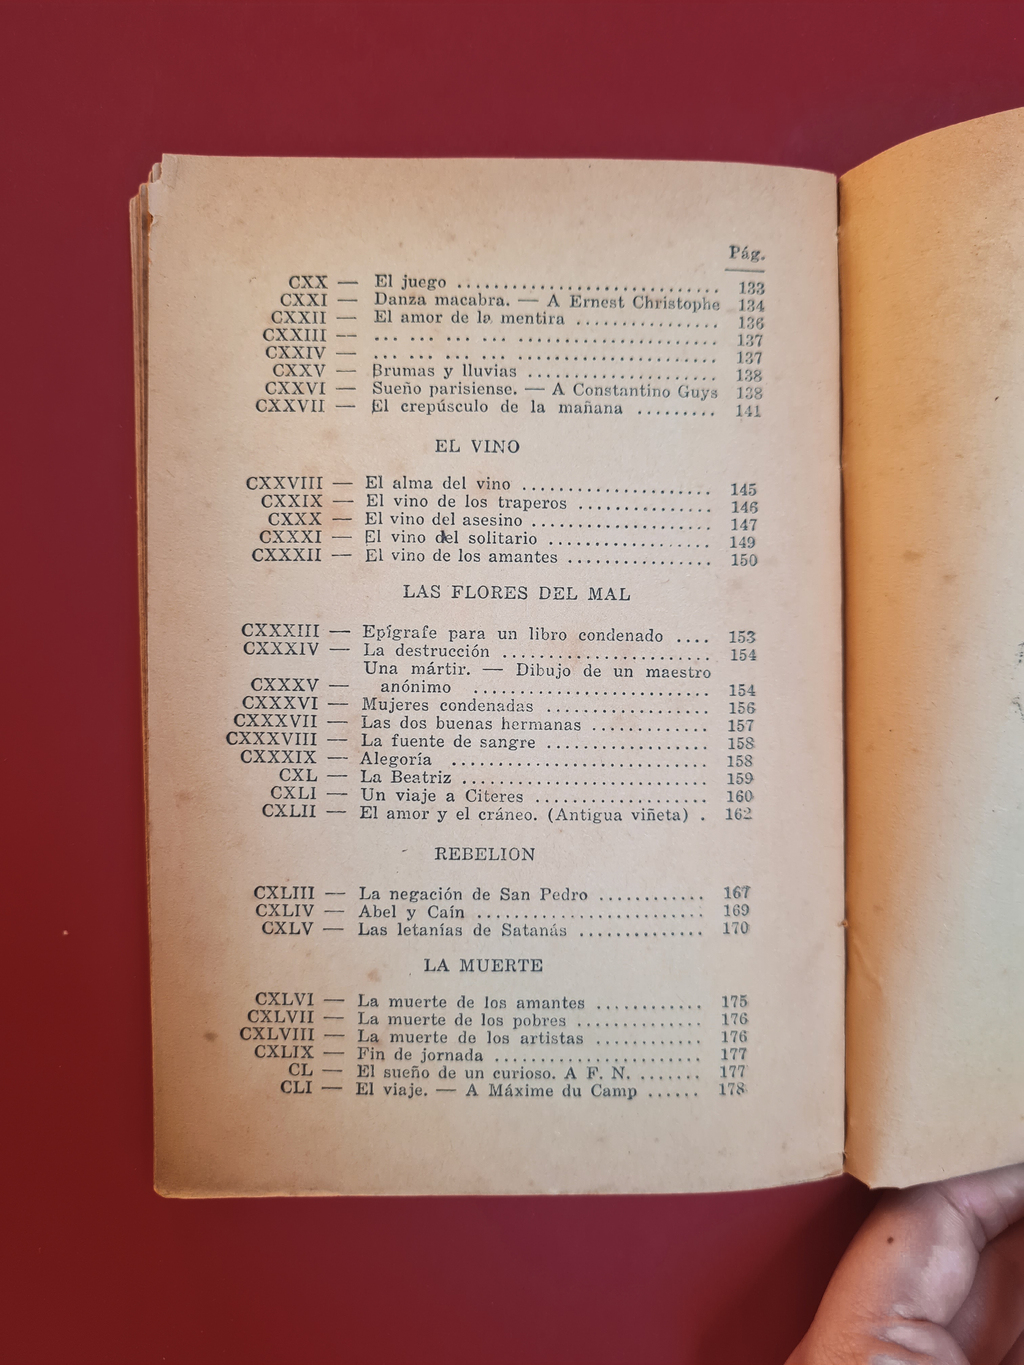 Pág.
CXX — El juego ............................ 133
CXXI — Danza macabra. — A Ernest Christophe 134
CXXII — El amor de la mentira ................ 136
CXXIII — ... ... ... ... ...................... 137
CXXIV — ... ... ... ... ...................... 137
CXXV — Brumas y lluvias ..................... 138
CXXVI — Sueño parisiense. — A Constantino Guys 138
CXXVII — El crepúsculo de la mañana ......... 141
EL VINO
CXXVIII — El alma del vino ..................... 145
CXXIX — El vino de los traperos ............... 146
CXXX — El vino del asesino .................... 147
CXXXI — El vino del solitario .................. 149
CXXXII — El vino de los amantes ................ 150
LAS FLORES DEL MAL
CXXXIII — Epígrafe para un libro condenado .... 153
CXXXIV — La destrucción ....................... 154
Una mártir. — Dibujo de un maestro
CXXXV — anónimo .......................... 154
CXXXVI — Mujeres condenadas .................. 156
CXXXVII — Las dos buenas hermanas ............. 157
CXXXVIII — La fuente de sangre .................. 158
CXXXIX — Alegoría ............................ 158
CXL — La Beatriz ........................... 159
CXLI — Un viaje a Citeres ................... 160
CXLII — El amor y el cráneo. (Antigua viñeta) . 162
REBELION
CXLIII — La negación de San Pedro ............ 167
CXLIV — Abel y Caín ......................... 169
CXLV — Las letanías de Satanás .............. 170
LA MUERTE
CXLVI — La muerte de los amantes ............ 175
CXLVII — La muerte de los pobres .............. 176
CXLVIII — La muerte de los artistas ............ 176
CXLIX — Fin de jornada ....................... 177
CL — El sueño de un curioso. A F. N. ....... 177
CLI — El viaje. — A Máxime du Camp ...... 178